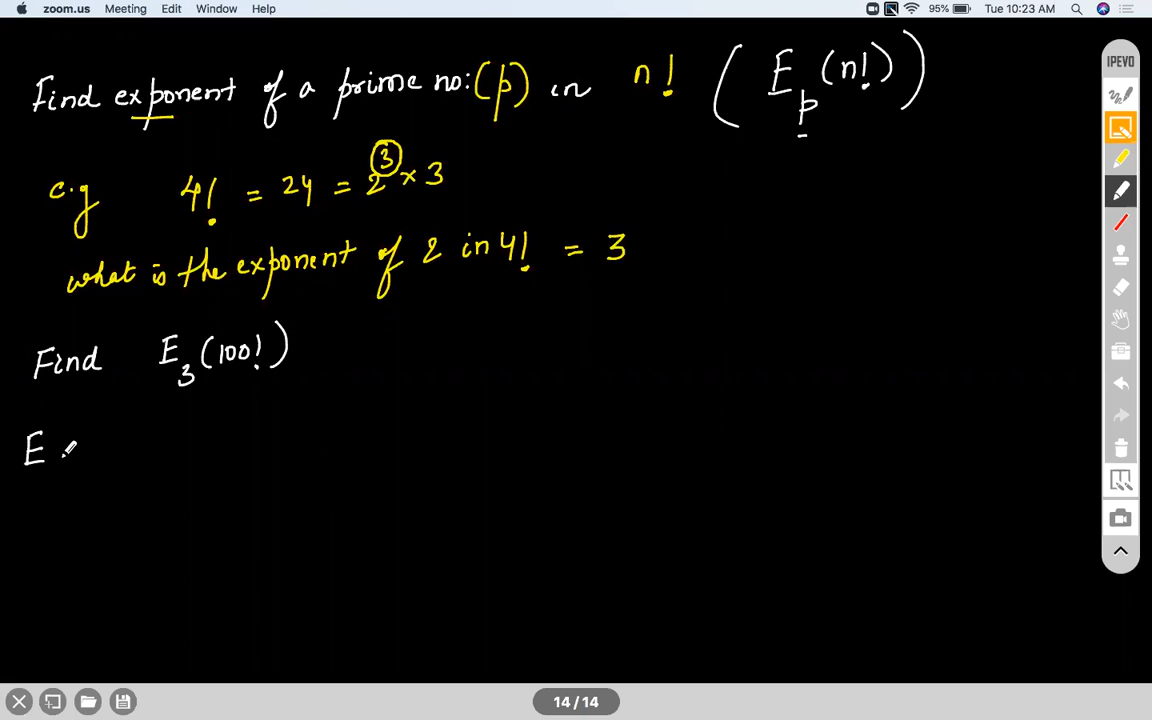 zoom.us Meeting Edit Window Help 95% Tue 10:23 AM
Find exponent of a prime no: (p) in n! (E_p(n!))
IPEVO
e.g 4! = 24 = 2^3 × 3
what is the exponent of 2 in 4! = 3
Find E_3(100!)
E
14 / 14